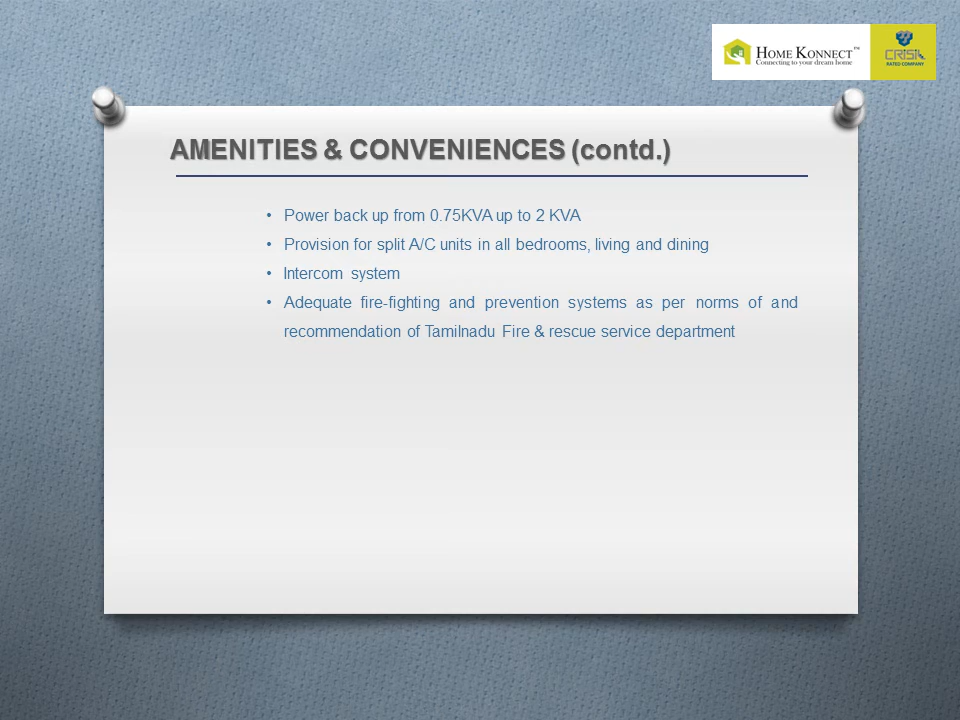 HOME KONNECT™
Connecting to your dream home
CRISIL
RATED COMPANY
AMENITIES & CONVENIENCES (contd.)
• Power back up from 0.75KVA up to 2 KVA
• Provision for split A/C units in all bedrooms, living and dining
• Intercom system
• Adequate fire-fighting and prevention systems as per norms of and
recommendation of Tamilnadu Fire & rescue service department